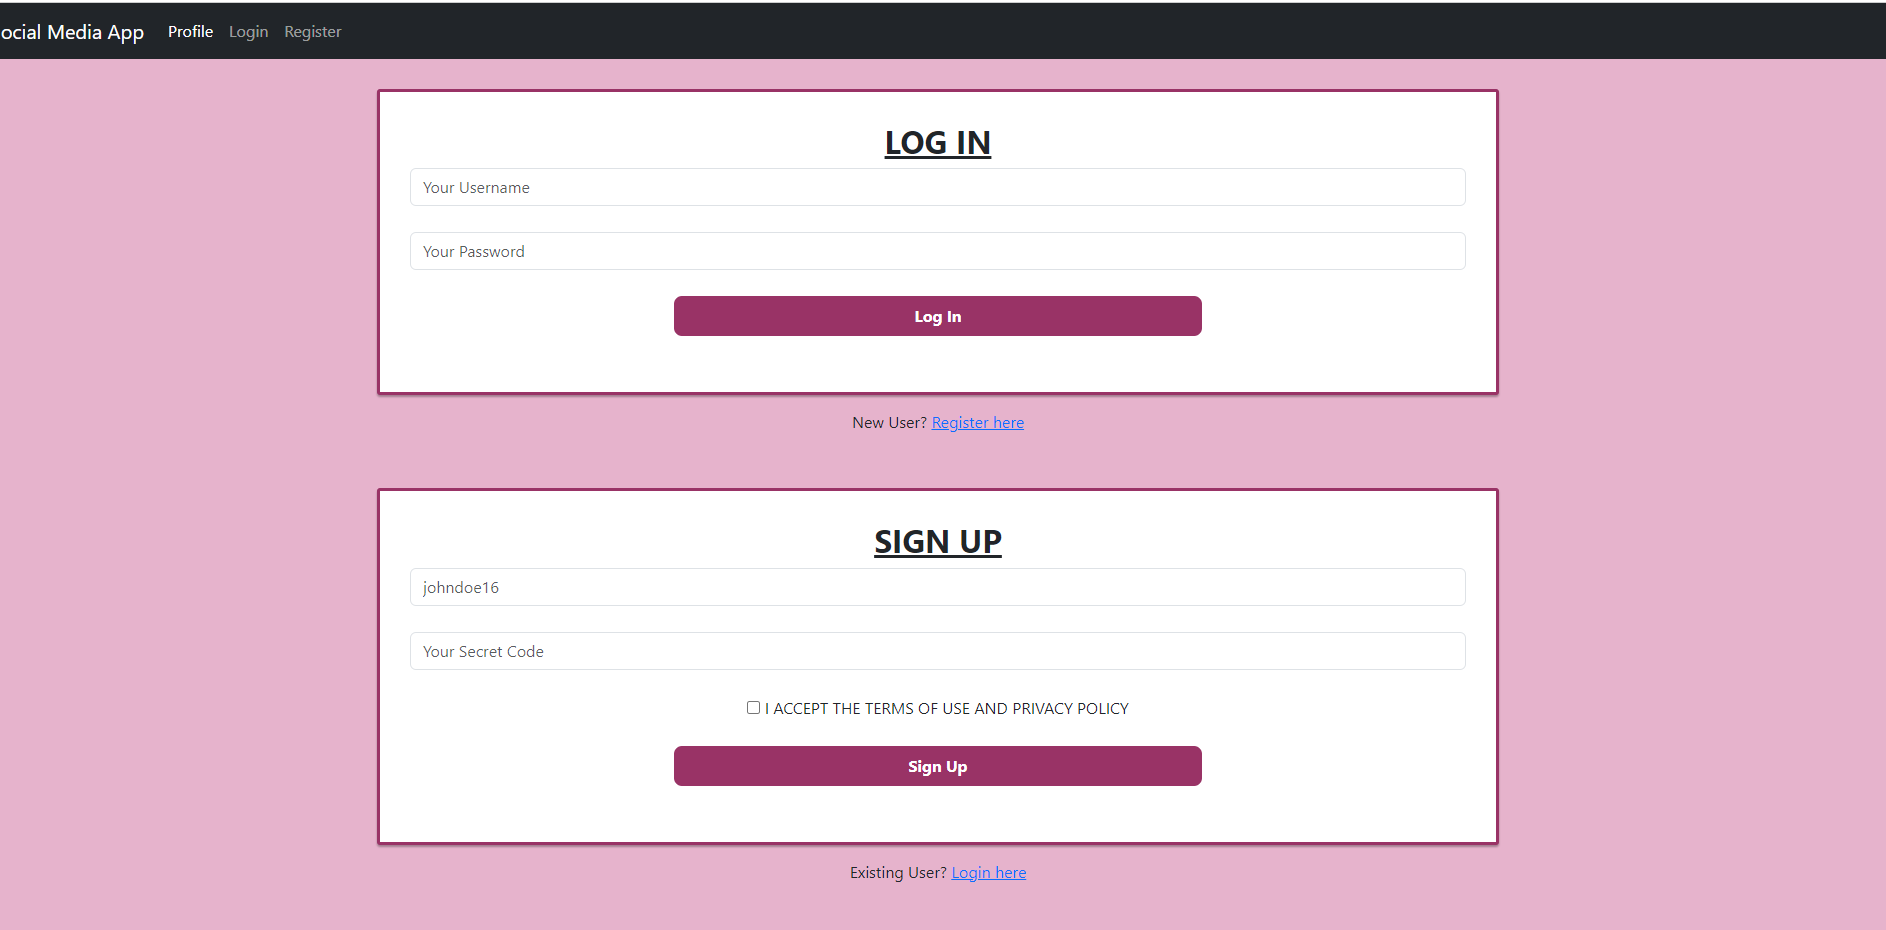 ocial Media App Profile Login Register
LOG IN
Your Username
Your Password
Log In
New User? Register here
SIGN UP
johndoe16
Your Secret Code
I ACCEPT THE TERMS OF USE AND PRIVACY POLICY
Sign Up
Existing User? Login here